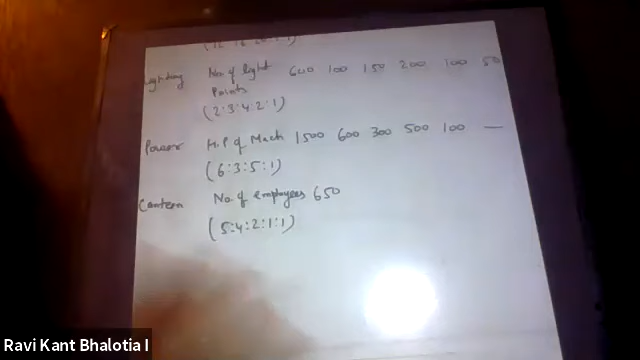 Lighting No. of light 600 100 150 200 100 50
Points
(2:3:4:2:1)
Power H.P of Mach 1500 600 300 500 100 —
(6:3:5:1)
Canteen No. of employees 650
(5:4:2:1:1)
Ravi Kant Bhalotia I